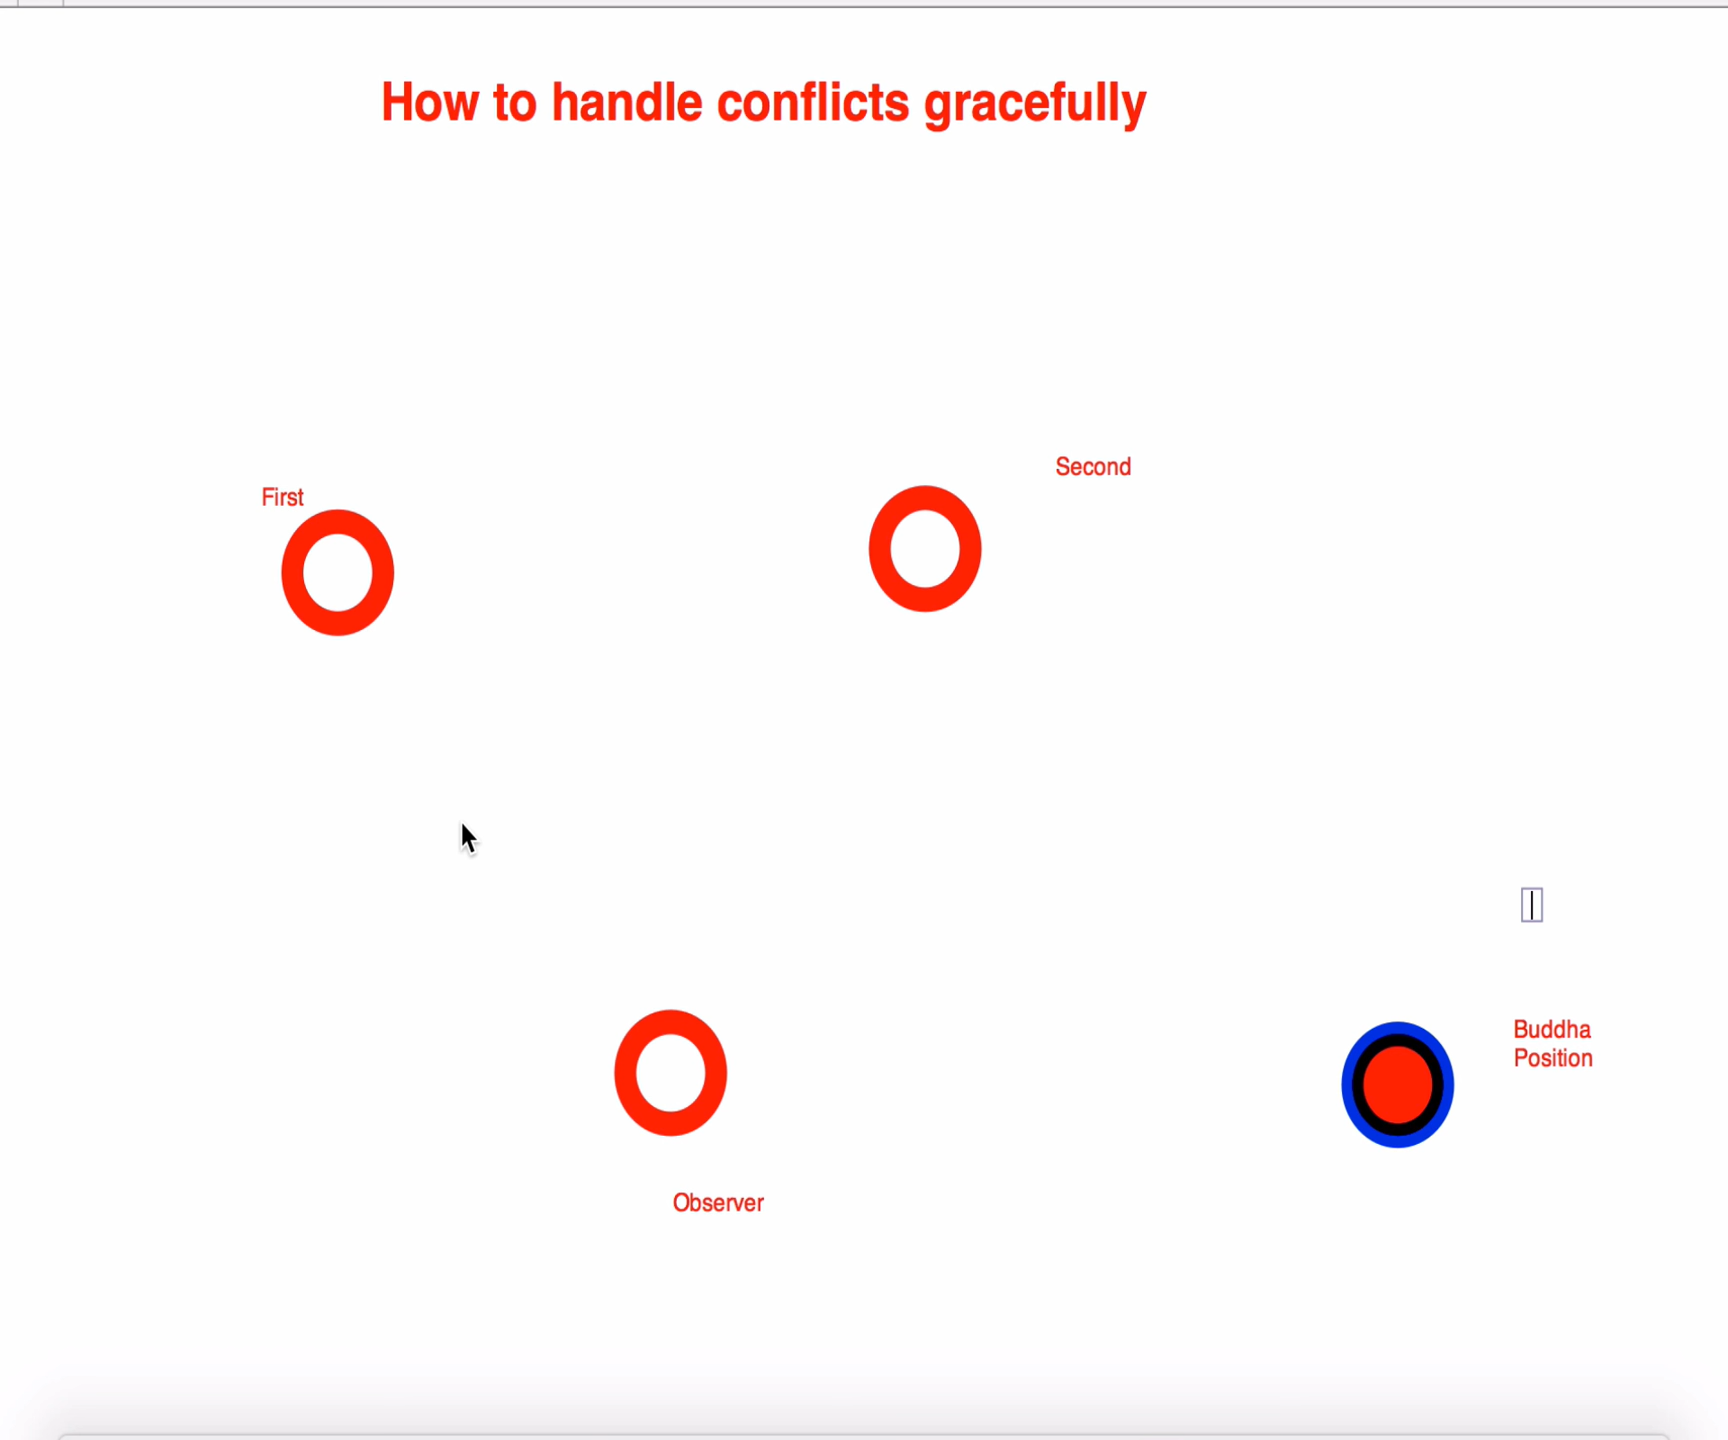 How to handle conflicts gracefully
First
Second
Observer
Buddha
Position